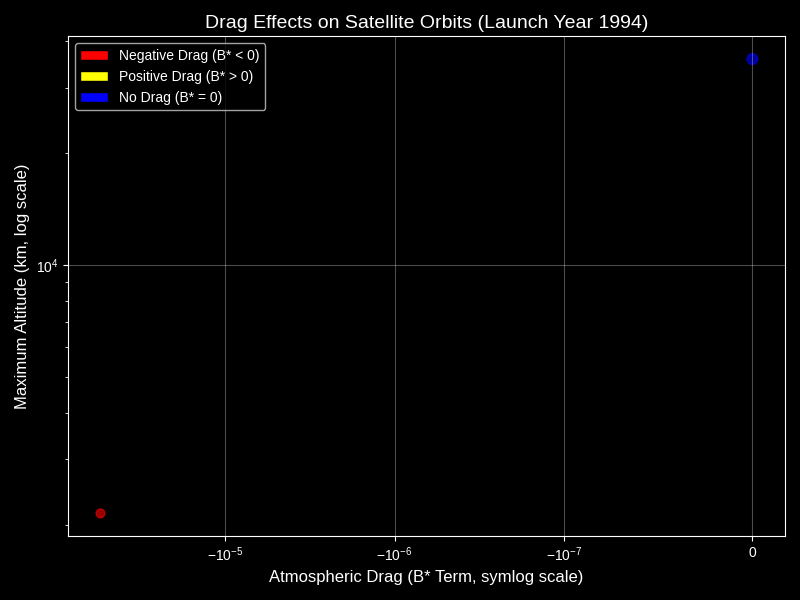 Drag Effects on Satellite Orbits (Launch Year 1994)
Negative Drag (B* < 0)
Positive Drag (B* > 0)
No Drag (B* = 0)
Maximum Altitude (km, log scale)
10⁴
−10⁻⁵
−10⁻⁶
−10⁻⁷
0
Atmospheric Drag (B* Term, symlog scale)